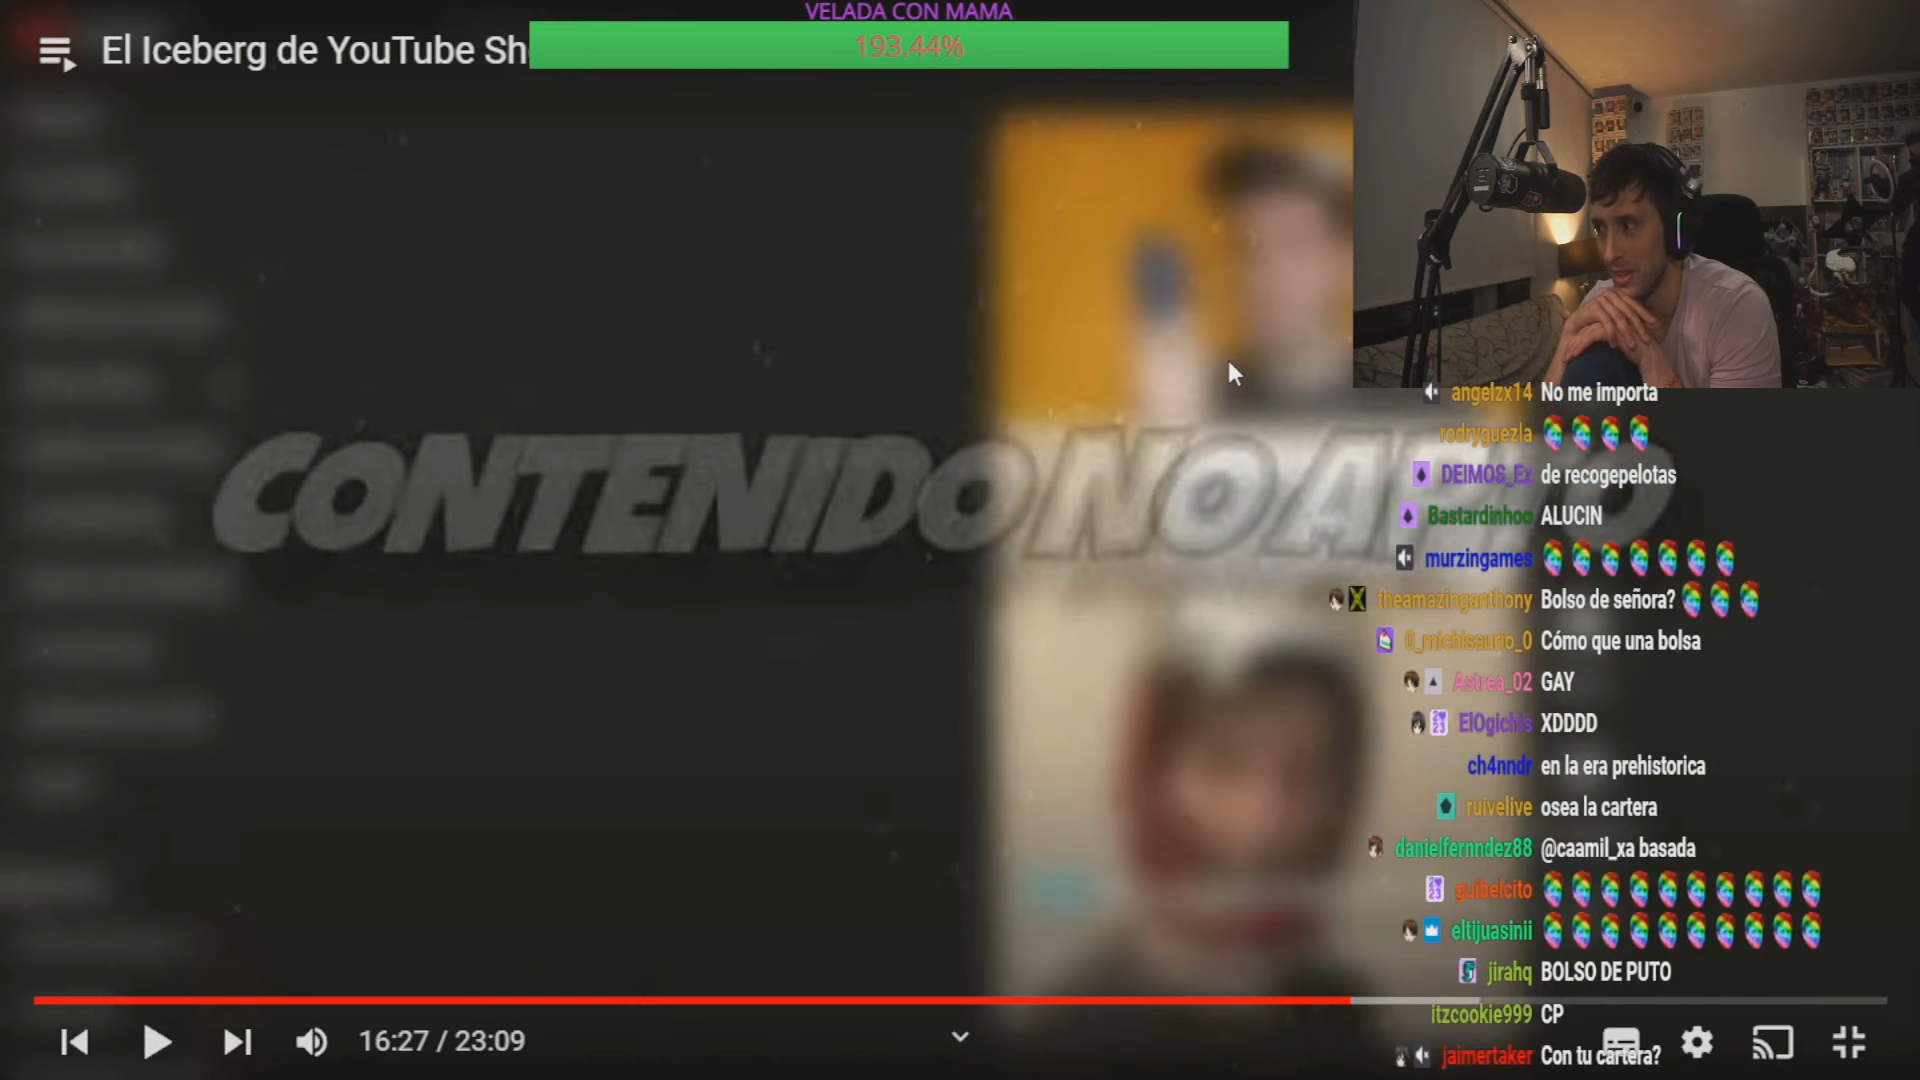 VELADA CON MAMA
193.44%
El Iceberg de YouTube Sh
CONTENIDO NO A
angelzx14 No me importa
rodryguezla
DEIMOS_Ez de recogepelotas
Bastardinhoo ALUCIN
murzingames
theamazinganthony Bolso de señora?
0_michisaurio_0 Cómo que una bolsa
Astrea_02 GAY
ElOgichis XDDDD
ch4nndr en la era prehistorica
ruivelive osea la cartera
danielfernndez88 @caamil_xa basada
guibelcito
eltijuasinii
jirahq BOLSO DE PUTO
itzcookie999 CP
jaimertaker Con tu cartera?
16:27 / 23:09